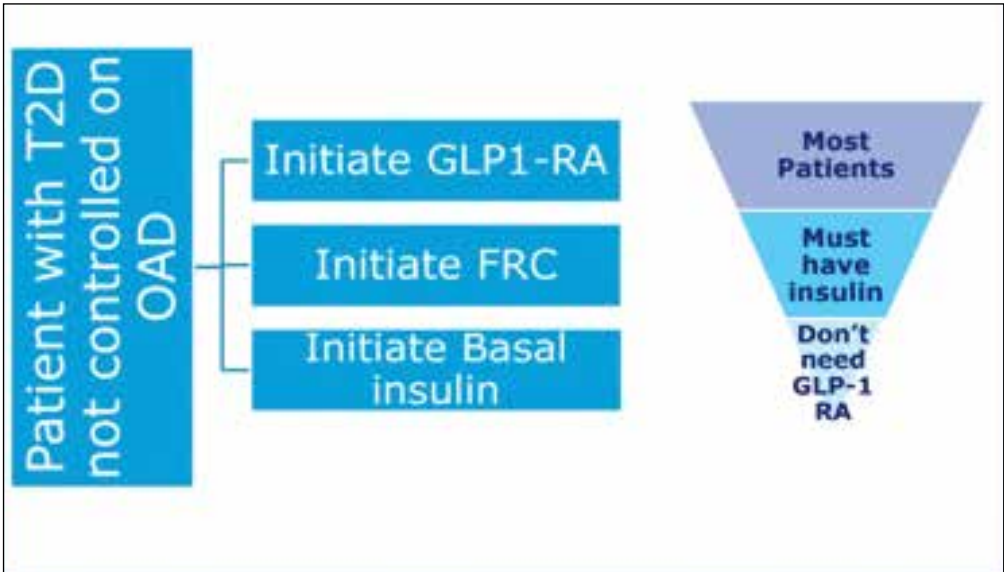 Patient with T2D
not controlled on
OAD
Initiate GLP1-RA
Initiate FRC
Initiate Basal
insulin
Most
Patients
Must
have
insulin
Don't
need
GLP-1
RA